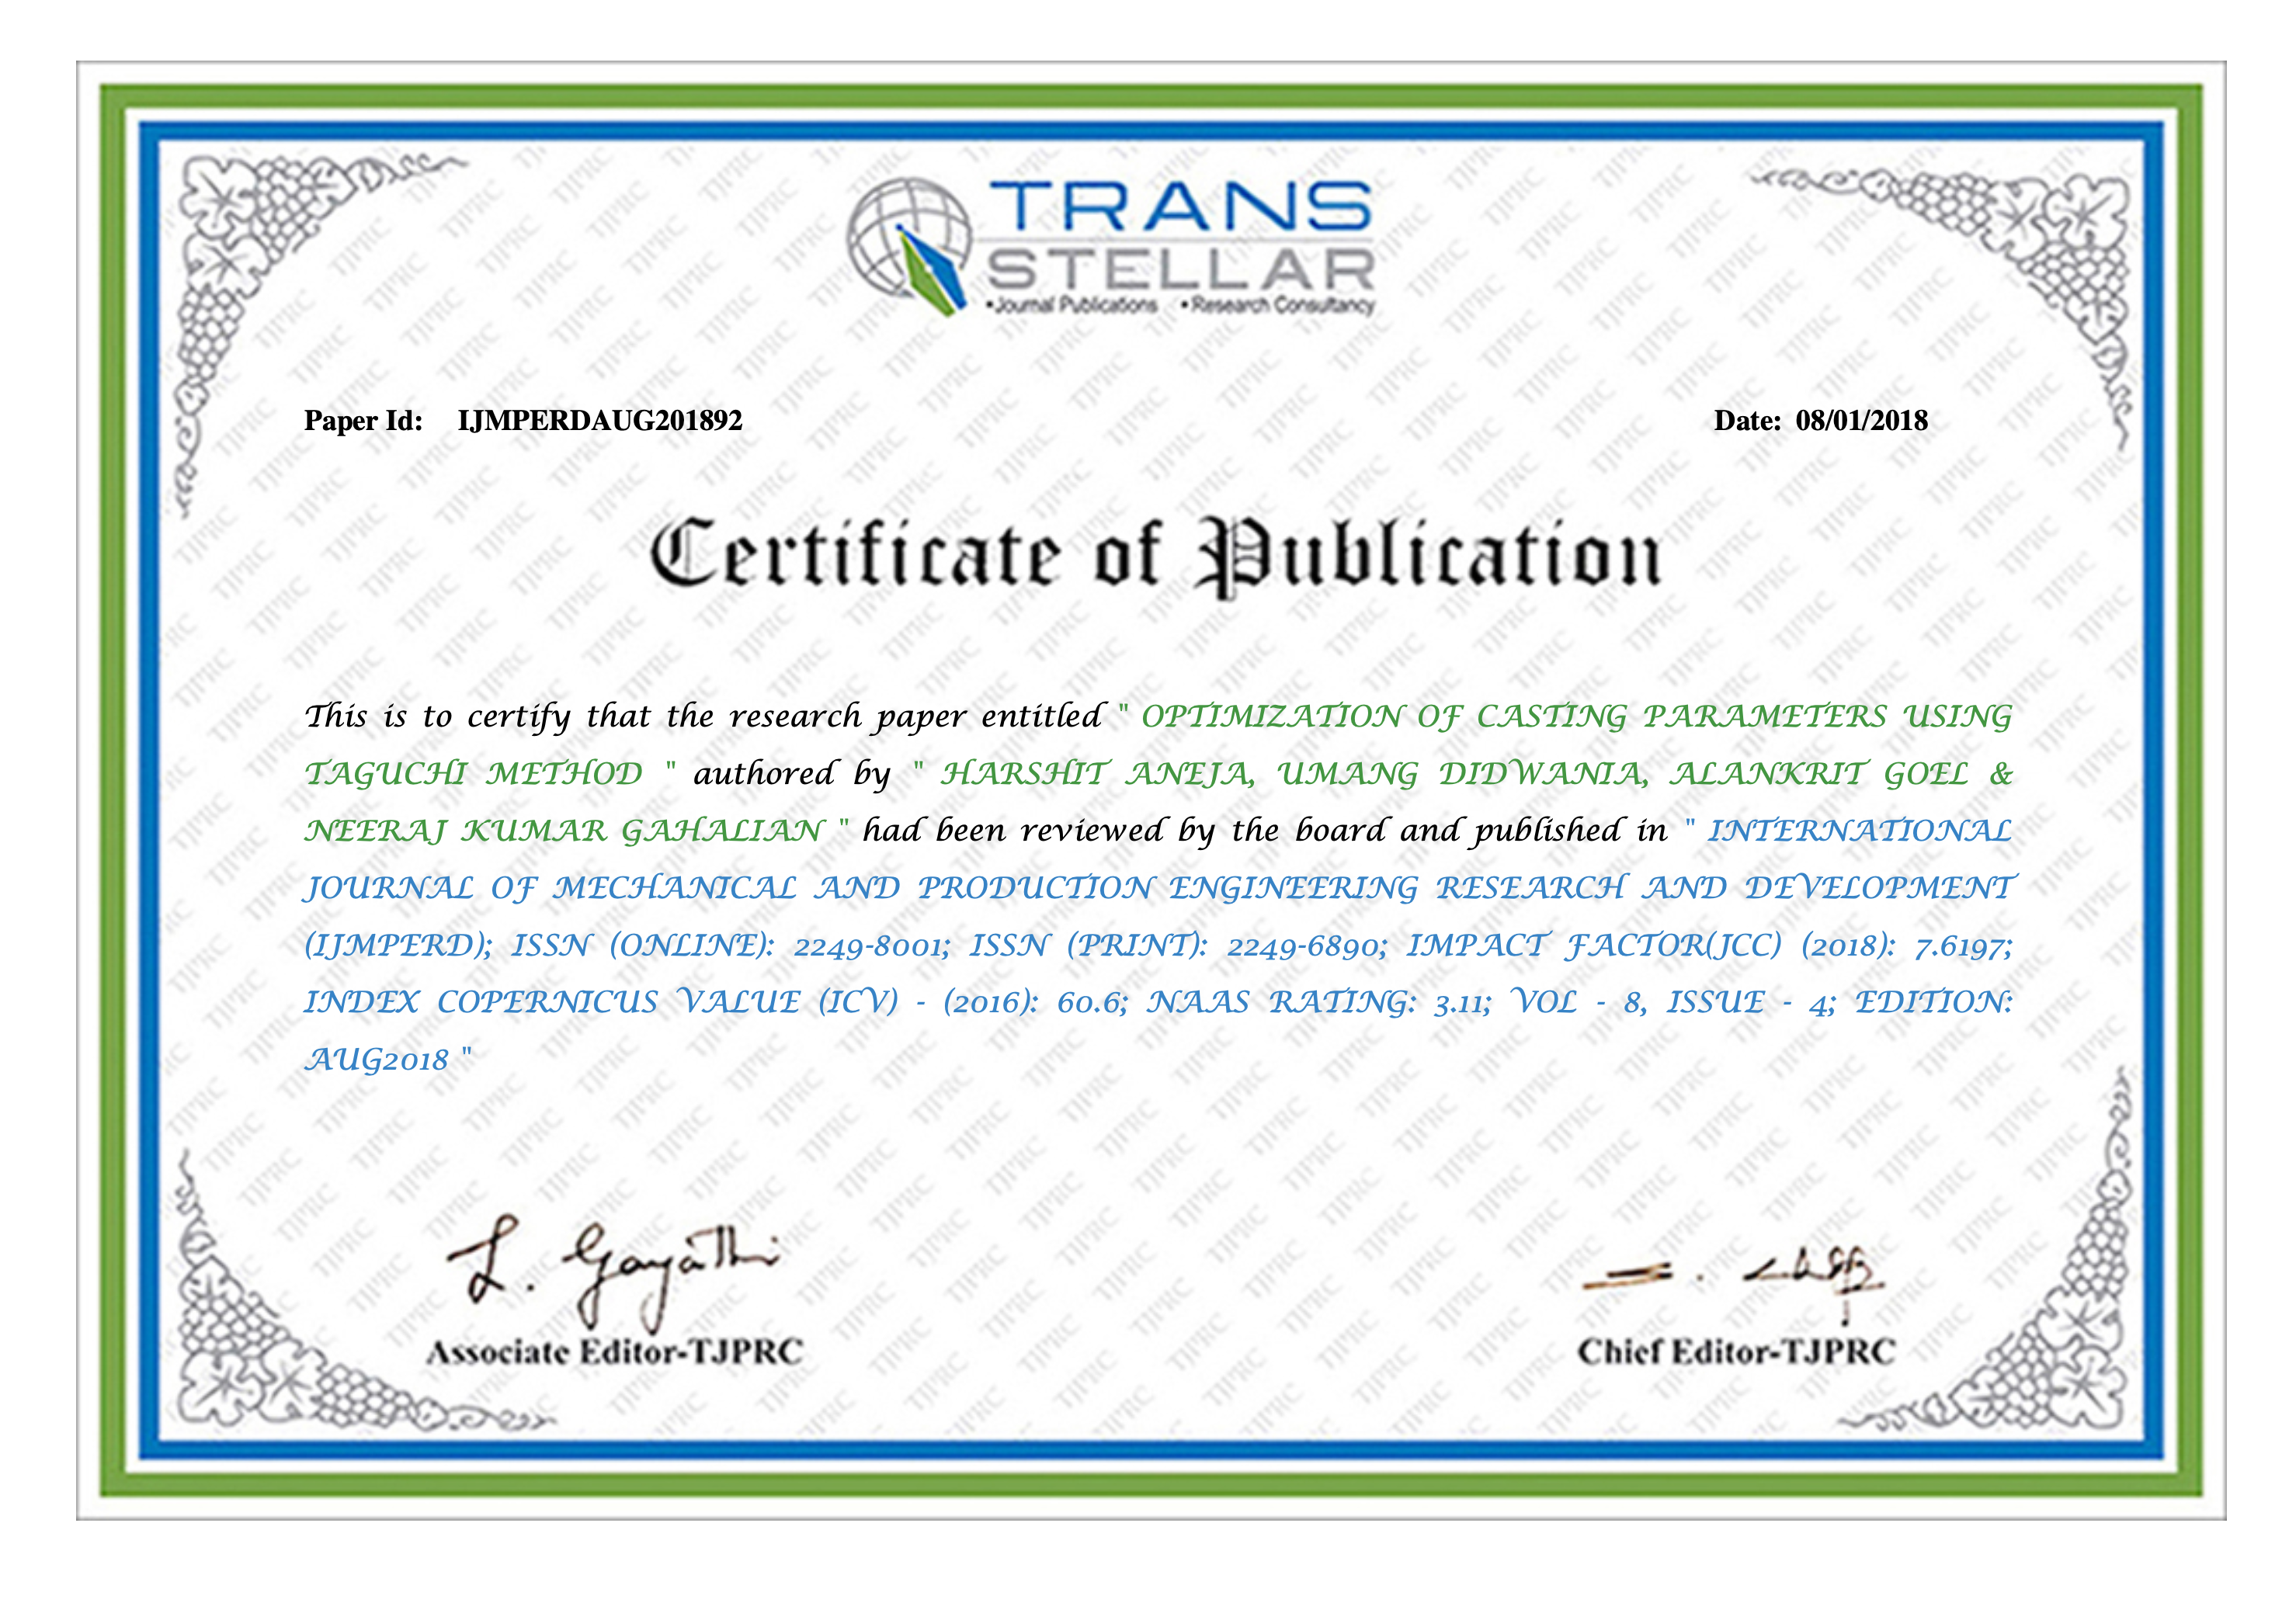 TRANS
STELLAR
•Journal Publications •Research Consultancy
Paper Id: IJMPERDAUG201892
Date: 08/01/2018
Certificate of Publication
This is to certify that the research paper entitled " OPTIMIZATION OF CASTING PARAMETERS USING
TAGUCHI METHOD " authored by " HARSHIT ANEJA, UMANG DIDWANIA, ALANKRIT GOEL &
NEERAJ KUMAR GAHALIAN " had been reviewed by the board and published in " INTERNATIONAL
JOURNAL OF MECHANICAL AND PRODUCTION ENGINEERING RESEARCH AND DEVELOPMENT
(IJMPERD); ISSN (ONLINE): 2249-8001; ISSN (PRINT): 2249-6890; IMPACT FACTOR(JCC) (2018): 7.6197;
INDEX COPERNICUS VALUE (ICV) - (2016): 60.6; NAAS RATING: 3.11; VOL - 8, ISSUE - 4; EDITION:
AUG2018 "
L. Gayathri
Associate Editor-TJPRC
Chief Editor-TJPRC